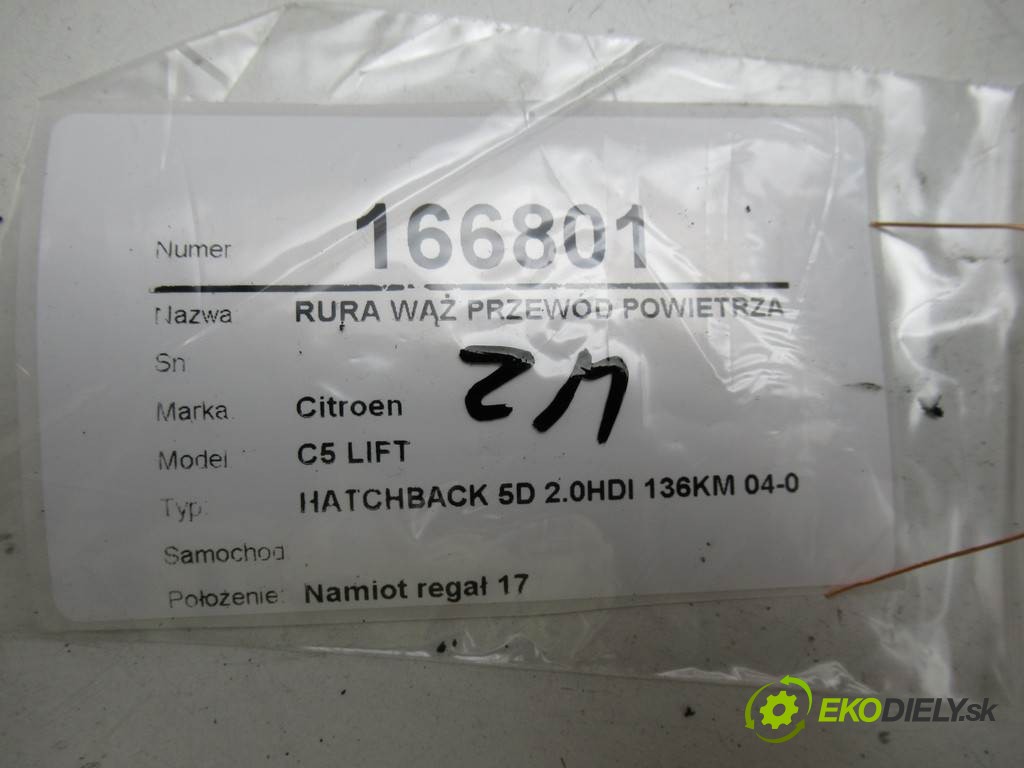 Numer 166801
Nazwa RURA WĄŻ PRZEWÓD POWIETRZA
Sn
Marka Citroen
Model C5 LIFT
Typ: HATCHBACK 5D 2.0HDI 136KM 04-0
Samochod
Położenie: Namiot regał 17
EKODIELY.sk